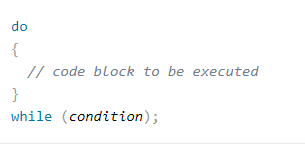 do
{
  // code block to be executed
}
while (condition);